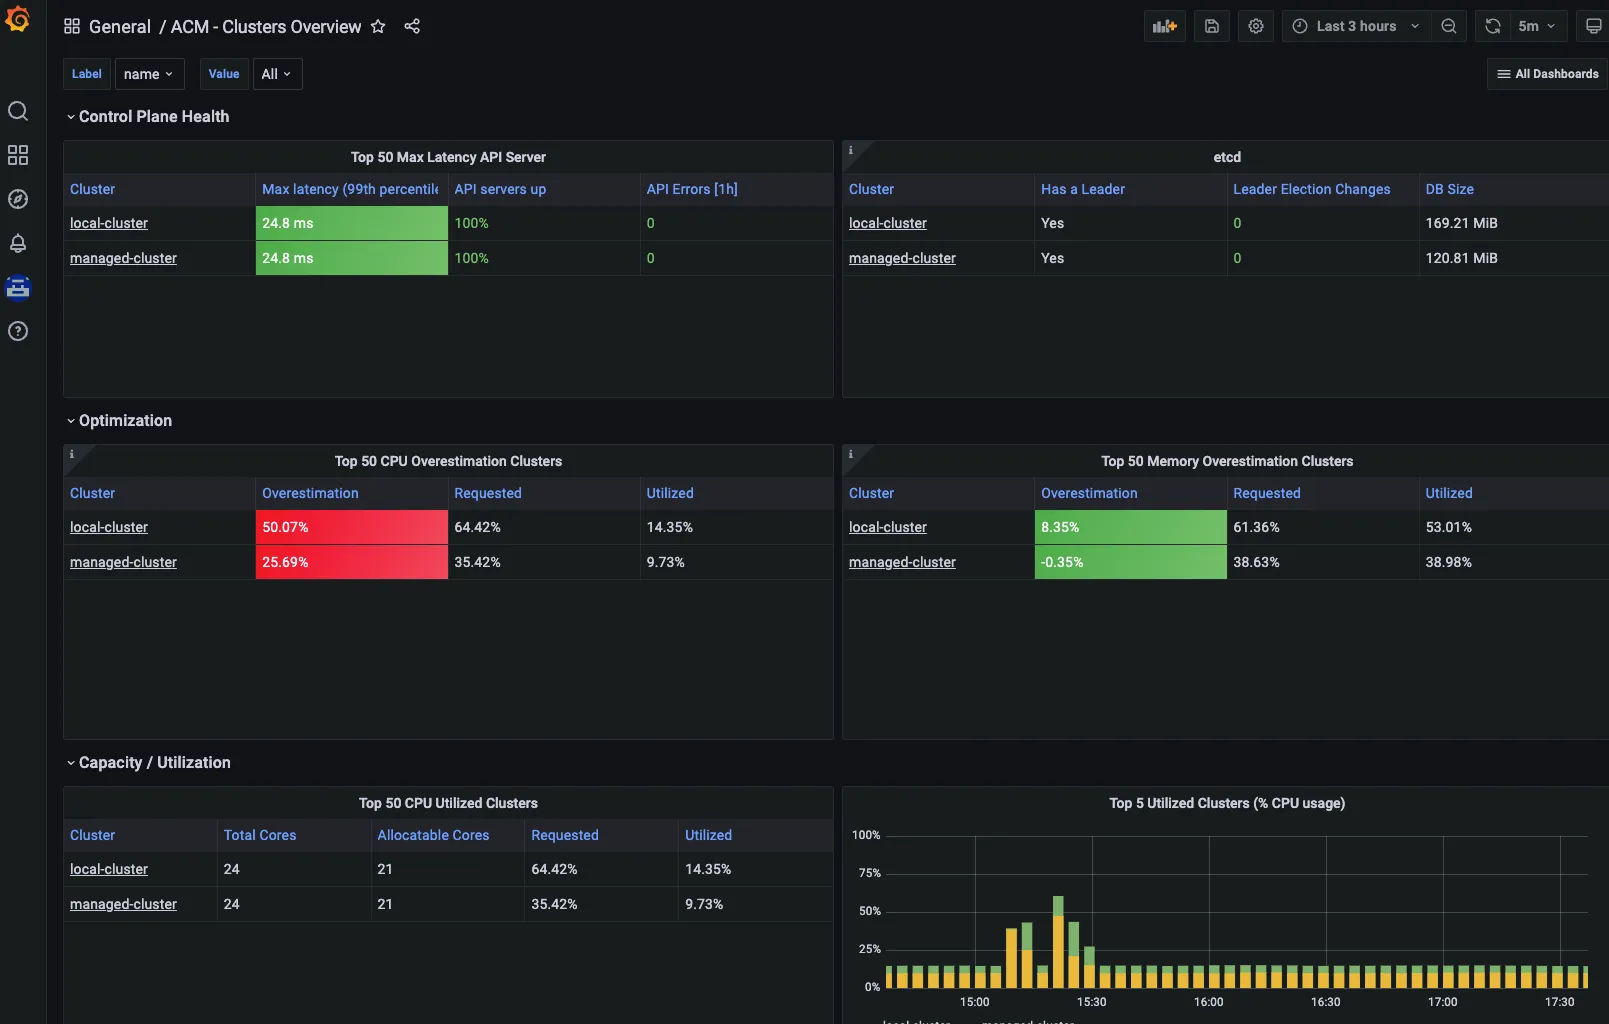 General / ACM - Clusters Overview
Last 3 hours
5m
Label name Value All
All Dashboards
Control Plane Health
Top 50 Max Latency API Server
Cluster Max latency (99th percentile API servers up API Errors [1h]
local-cluster 24.8 ms 100% 0
managed-cluster 24.8 ms 100% 0
i
etcd
Cluster Has a Leader Leader Election Changes DB Size
local-cluster Yes 0 169.21 MiB
managed-cluster Yes 0 120.81 MiB
Optimization
i
Top 50 CPU Overestimation Clusters
Cluster Overestimation Requested Utilized
local-cluster 50.07% 64.42% 14.35%
managed-cluster 25.69% 35.42% 9.73%
i
Top 50 Memory Overestimation Clusters
Cluster Overestimation Requested Utilized
local-cluster 8.35% 61.36% 53.01%
managed-cluster -0.35% 38.63% 38.98%
Capacity / Utilization
Top 50 CPU Utilized Clusters
Cluster Total Cores Allocatable Cores Requested Utilized
local-cluster 24 21 64.42% 14.35%
managed-cluster 24 21 35.42% 9.73%
Top 5 Utilized Clusters (% CPU usage)
100%
75%
50%
25%
0%
15:00 15:30 16:00 16:30 17:00 17:30
local-cluster managed-cluster